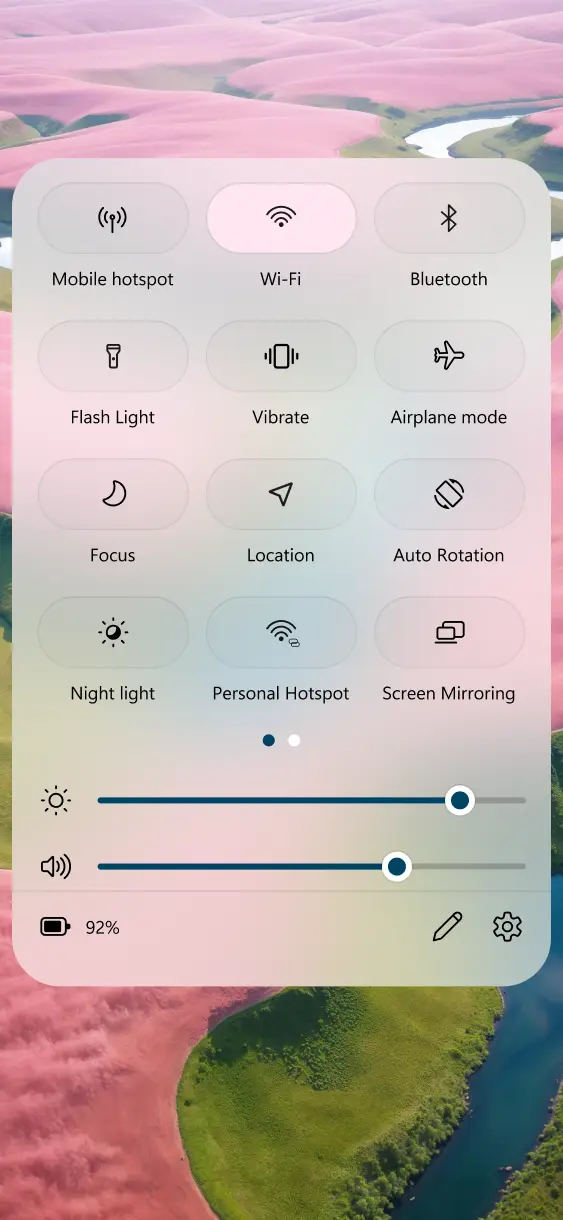 Mobile hotspot
Wi-Fi
Bluetooth
Flash Light
Vibrate
Airplane mode
Focus
Location
Auto Rotation
Night light
Personal Hotspot
Screen Mirroring
92%